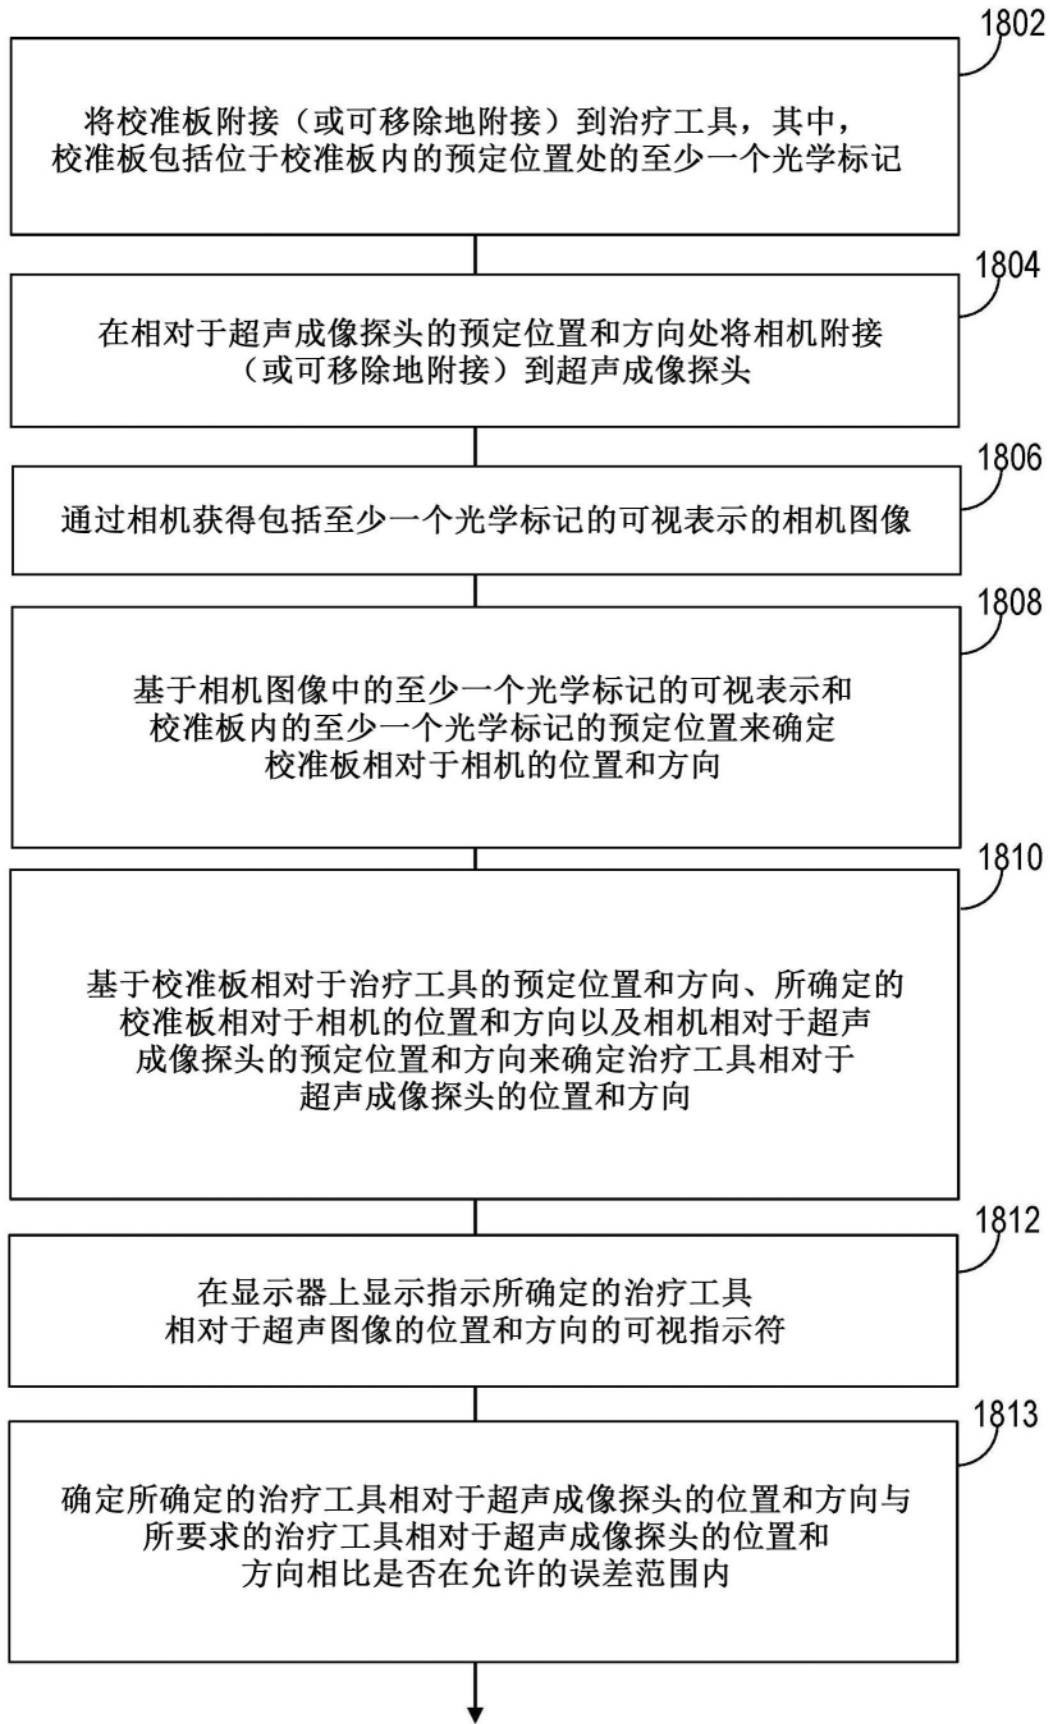 1802
将校准板附接（或可移除地附接）到治疗工具，其中，
校准板包括位于校准板内的预定位置处的至少一个光学标记
1804
在相对于超声成像探头的预定位置和方向处将相机附接
（或可移除地附接）到超声成像探头
1806
通过相机获得包括至少一个光学标记的可视表示的相机图像
1808
基于相机图像中的至少一个光学标记的可视表示和
校准板内的至少一个光学标记的预定位置来确定
校准板相对于相机的位置和方向
1810
基于校准板相对于治疗工具的预定位置和方向、所确定的
校准板相对于相机的位置和方向以及相机相对于超声
成像探头的预定位置和方向来确定治疗工具相对于
超声成像探头的位置和方向
1812
在显示器上显示指示所确定的治疗工具
相对于超声图像的位置和方向的可视指示符
1813
确定所确定的治疗工具相对于超声成像探头的位置和方向与
所要求的治疗工具相对于超声成像探头的位置和
方向相比是否在允许的误差范围内